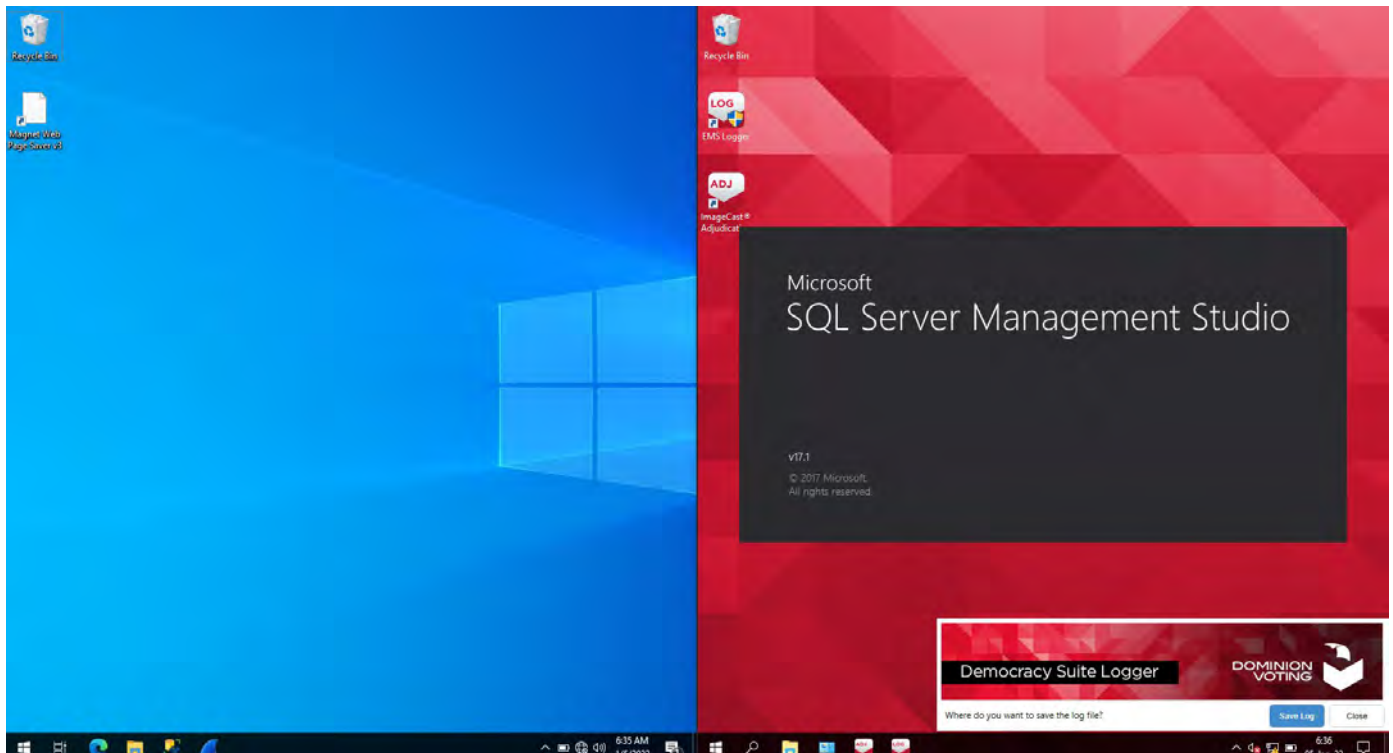 Recycle Bin
Magnet Web
Page Saver v3
6:35 AM
Recycle Bin
LOG
EMS Logger
ADJ
ImageCast®
Adjudicat
Microsoft
SQL Server Management Studio
v17.1
© 2017 Microsoft.
All rights reserved.
Democracy Suite Logger
DOMINION
VOTING
Where do you want to save the log file?
Save Log
Close
ADJ
LOG
6:36